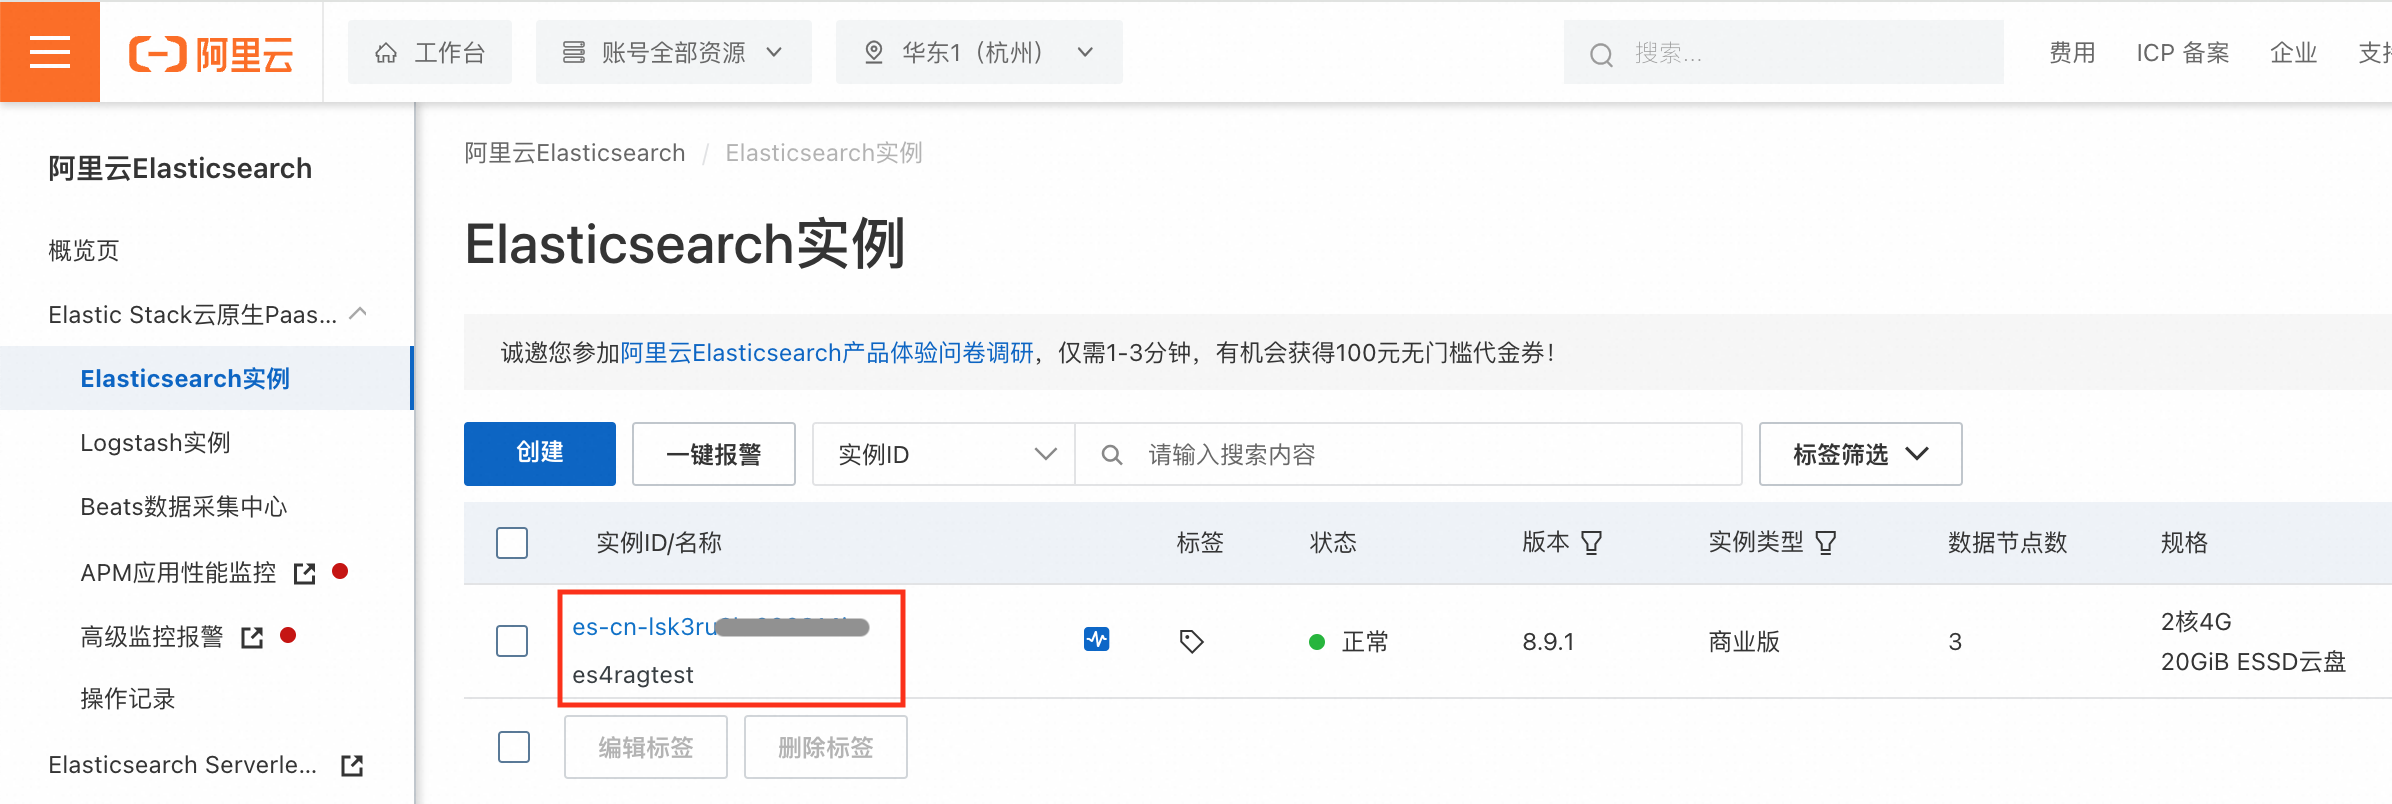 阿里云
工作台
账号全部资源
华东1（杭州）
搜索...
费用
ICP 备案
企业
阿里云Elasticsearch
概览页
Elastic Stack云原生Paas...
Elasticsearch实例
Logstash实例
Beats数据采集中心
APM应用性能监控
高级监控报警
操作记录
Elasticsearch Serverle...
阿里云Elasticsearch / Elasticsearch实例
Elasticsearch实例
诚邀您参加阿里云Elasticsearch产品体验问卷调研，仅需1-3分钟，有机会获得100元无门槛代金券！
创建
一键报警
实例ID
请输入搜索内容
标签筛选
实例ID/名称 标签 状态 版本 实例类型 数据节点数 规格
es-cn-lsk3ru
es4ragtest
正常
8.9.1
商业版
3
2核4G
20GiB ESSD云盘
编辑标签
删除标签